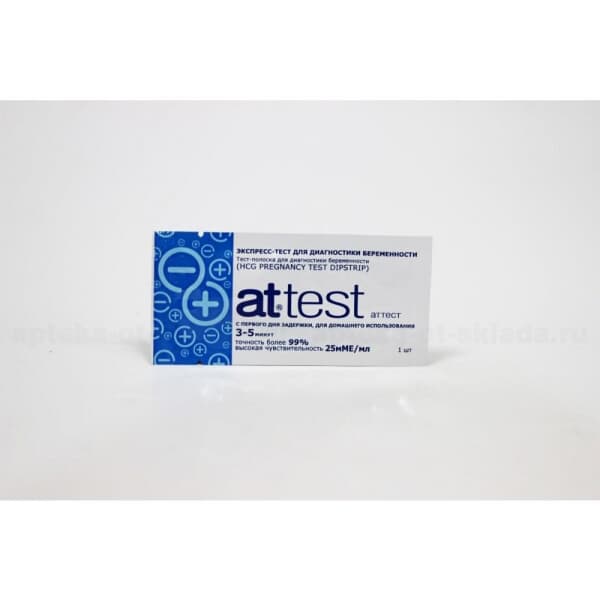 ЭКСПРЕСС-ТЕСТ ДЛЯ ДИАГНОСТИКИ БЕРЕМЕННОСТИ
Тест-полоска для диагностики беременности
(HCG PREGNANCY TEST DIPSTRIP)
at®test аттест
С ПЕРВОГО ДНЯ ЗАДЕРЖКИ, ДЛЯ ДОМАШНЕГО ИСПОЛЬЗОВАНИЯ
3-5 минут
точность более 99%
высокая чувствительность 25мМЕ/мл 1 шт